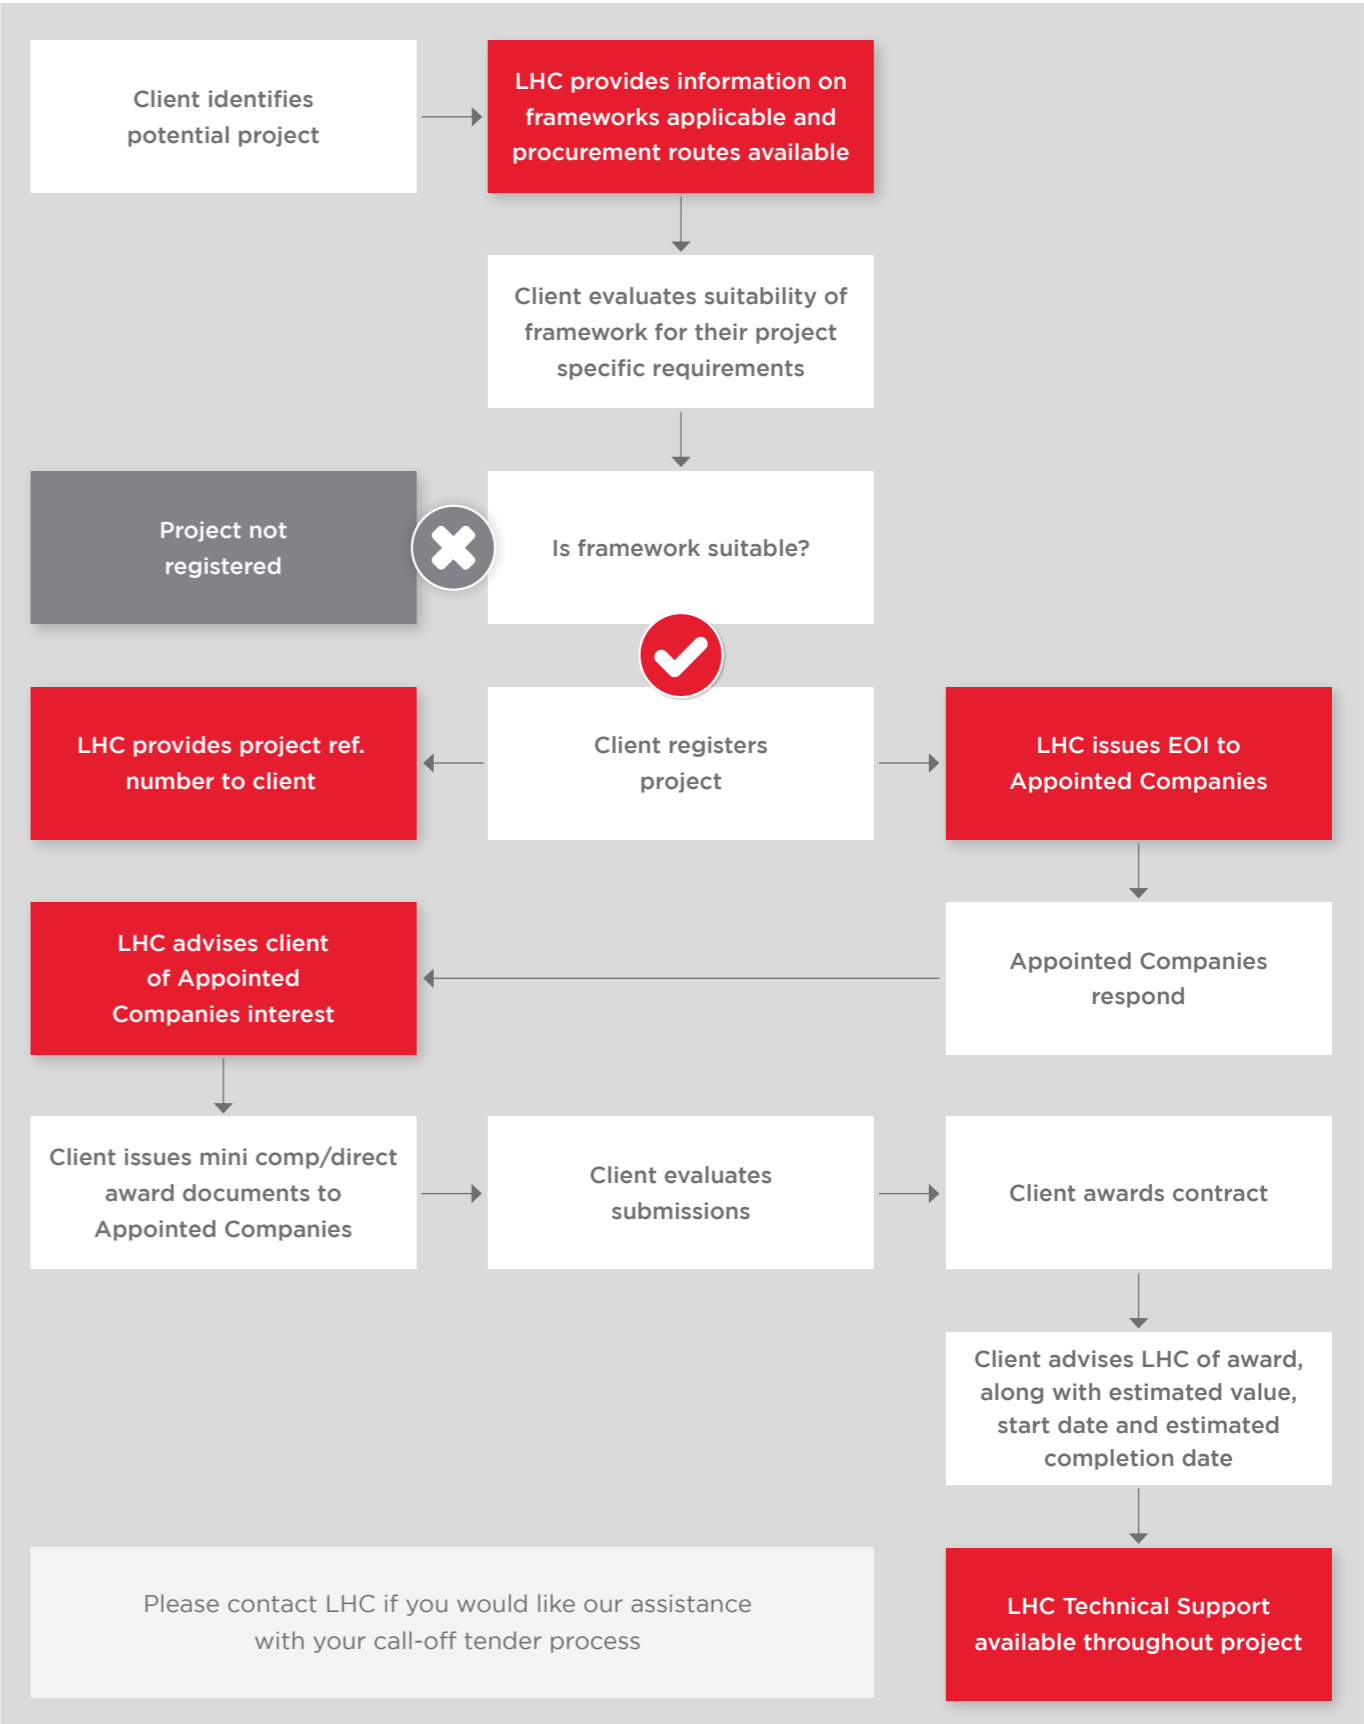 Client identifies
potential project
LHC provides information on
frameworks applicable and
procurement routes available
Client evaluates suitability of
framework for their project
specific requirements
Project not
registered
Is framework suitable?
LHC provides project ref.
number to client
Client registers
project
LHC issues EOI to
Appointed Companies
LHC advises client
of Appointed
Companies interest
Appointed Companies
respond
Client issues mini comp/direct
award documents to
Appointed Companies
Client evaluates
submissions
Client awards contract
Client advises LHC of award,
along with estimated value,
start date and estimated
completion date
Please contact LHC if you would like our assistance
with your call-off tender process
LHC Technical Support
available throughout project